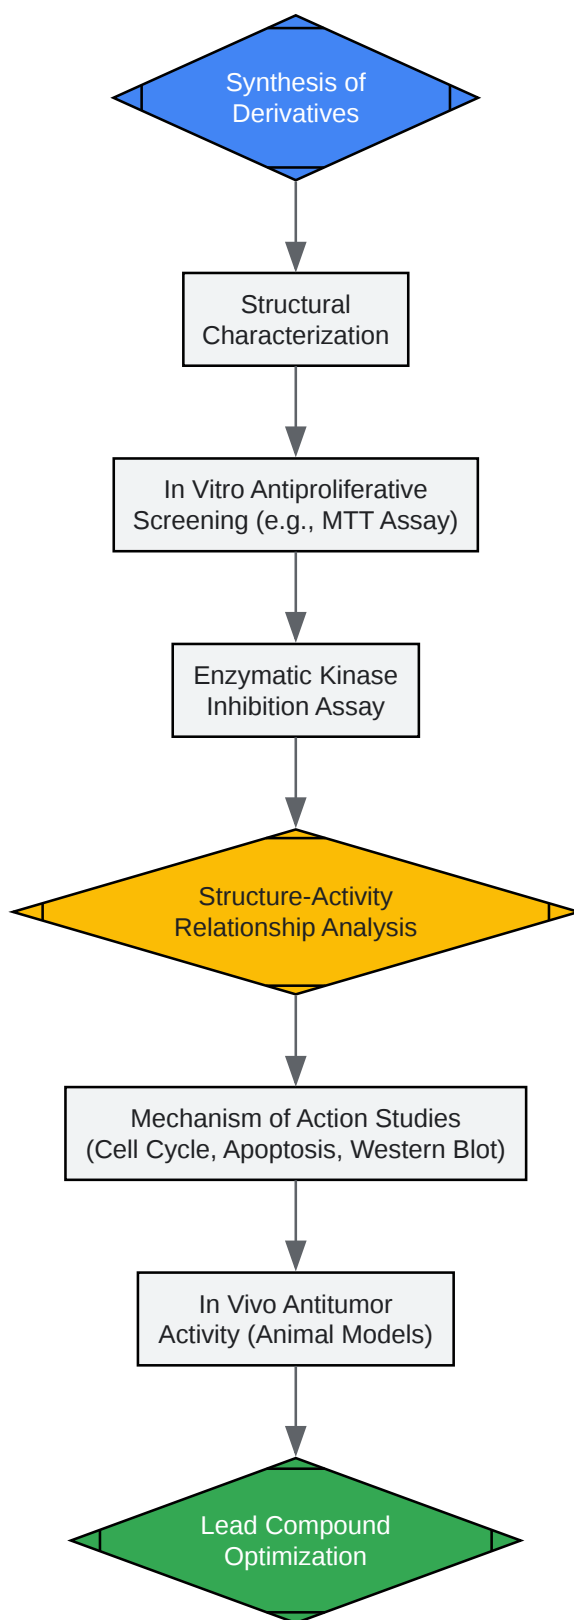 Synthesis of
Derivatives
Structural
Characterization
In Vitro Antiproliferative
Screening (e.g., MTT Assay)
Enzymatic Kinase
Inhibition Assay
Structure-Activity
Relationship Analysis
Mechanism of Action Studies
(Cell Cycle, Apoptosis, Western Blot)
In Vivo Antitumor
Activity (Animal Models)
Lead Compound
Optimization